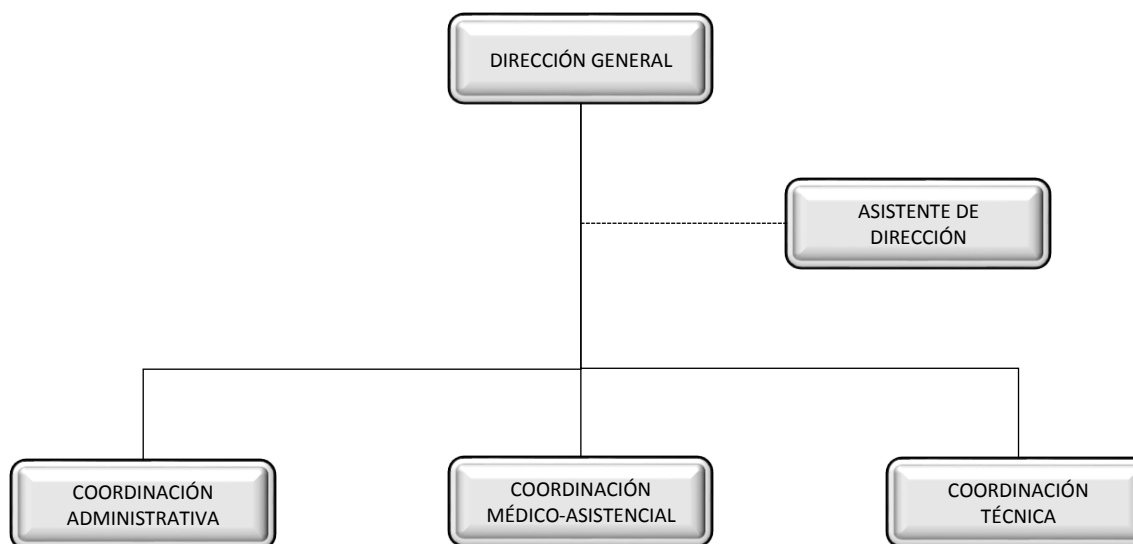 DIRECCIÓN GENERAL
ASISTENTE DE
DIRECCIÓN
COORDINACIÓN
ADMINISTRATIVA
COORDINACIÓN
MÉDICO-ASISTENCIAL
COORDINACIÓN
TÉCNICA